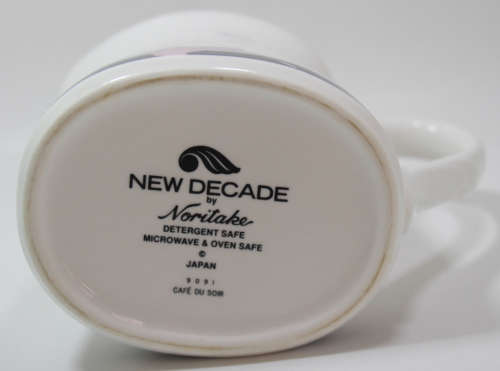 NEW DECADE
by
Noritake
DETERGENT SAFE
MICROWAVE & OVEN SAFE
©
JAPAN
9091
CAFÉ DU SOIR